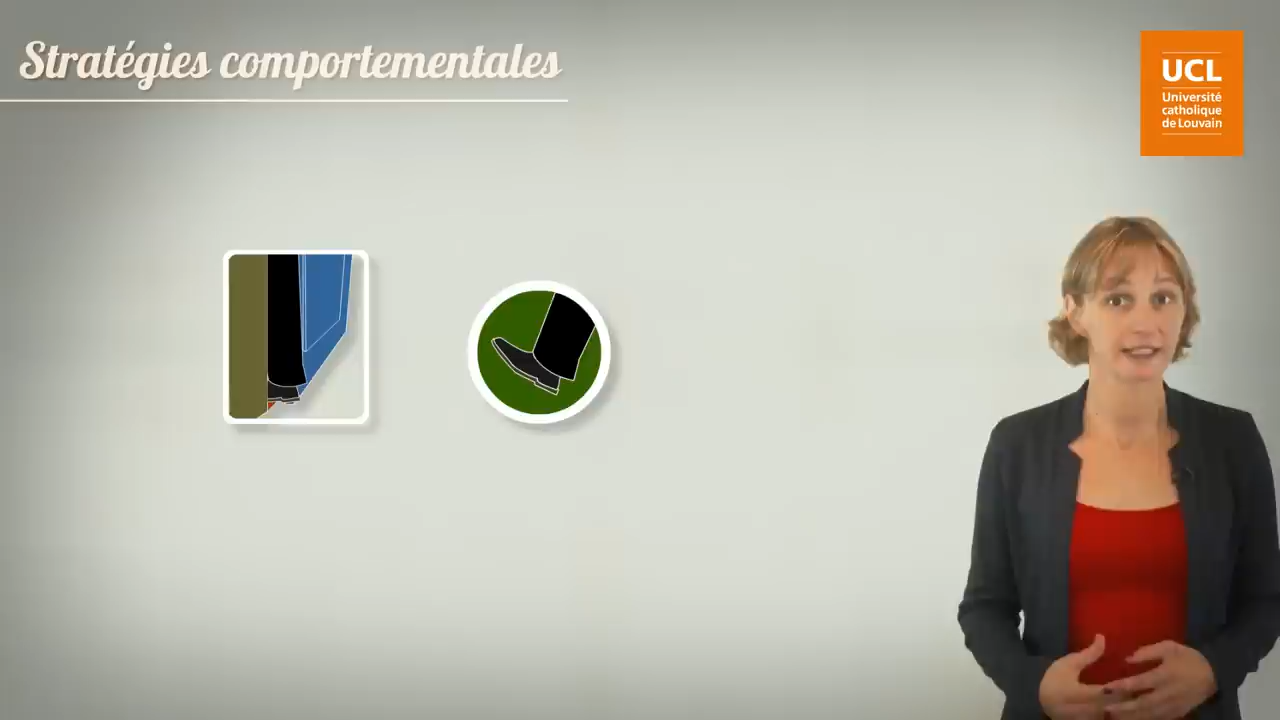 Stratégies comportementales
UCL
Université
catholique
de Louvain